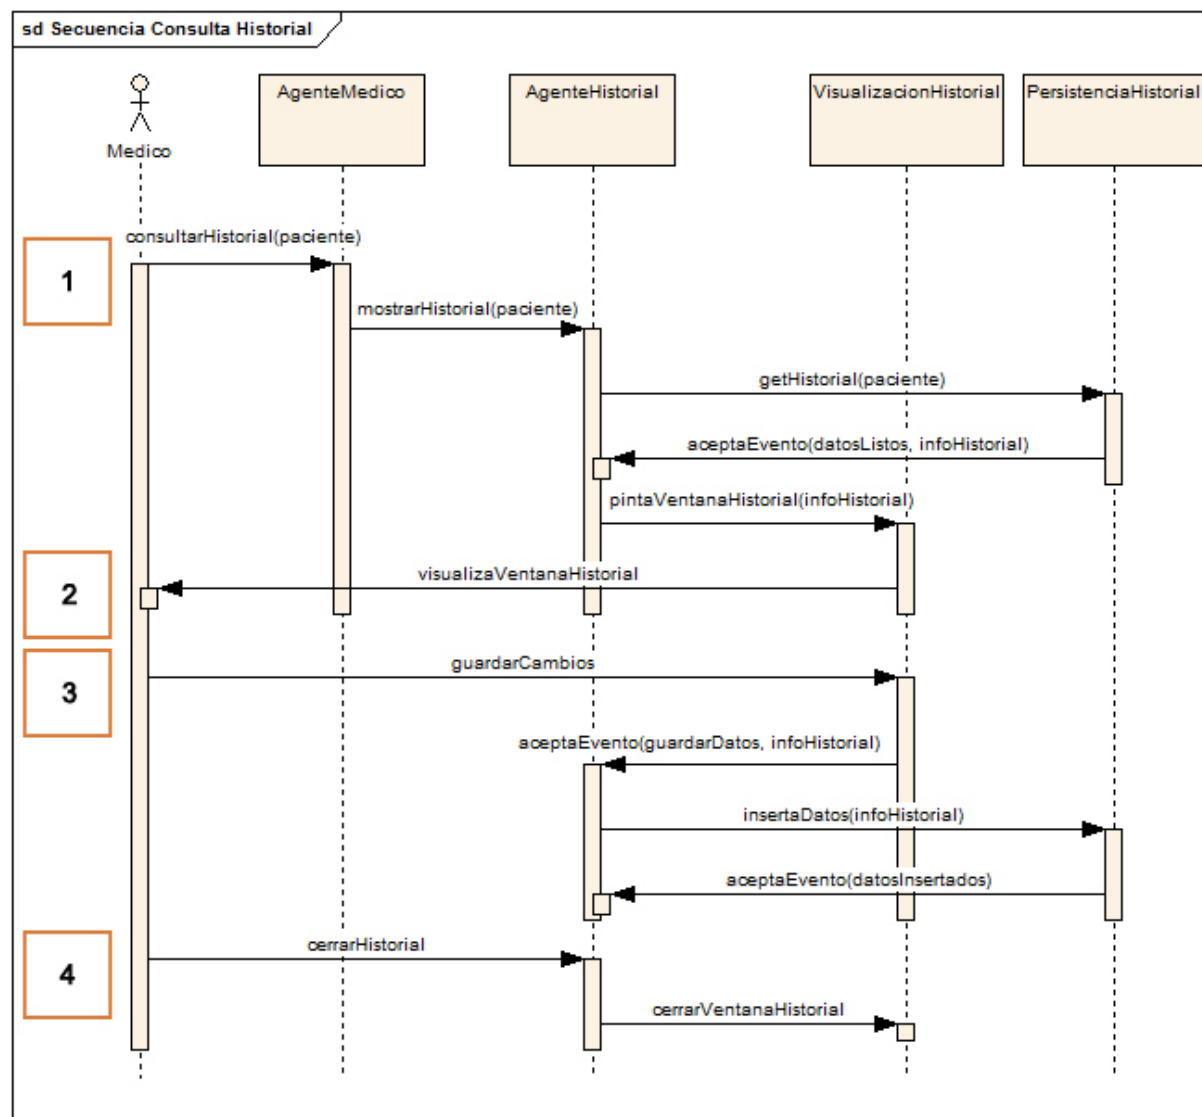 sd Secuencia Consulta Historial
Medico
AgenteMedico
AgenteHistorial
VisualizacionHistorial
PersistenciaHistorial
consultarHistorial(paciente)
1
mostrarHistorial(paciente)
getHistorial(paciente)
aceptaEvento(datosListos, infoHistorial)
pintaVentanaHistorial(infoHistorial)
visualizaVentanaHistorial
2
guardarCambios
3
aceptaEvento(guardarDatos, infoHistorial)
insertaDatos(infoHistorial)
aceptaEvento(datosInsertados)
cerrarHistorial
4
cerrarVentanaHistorial